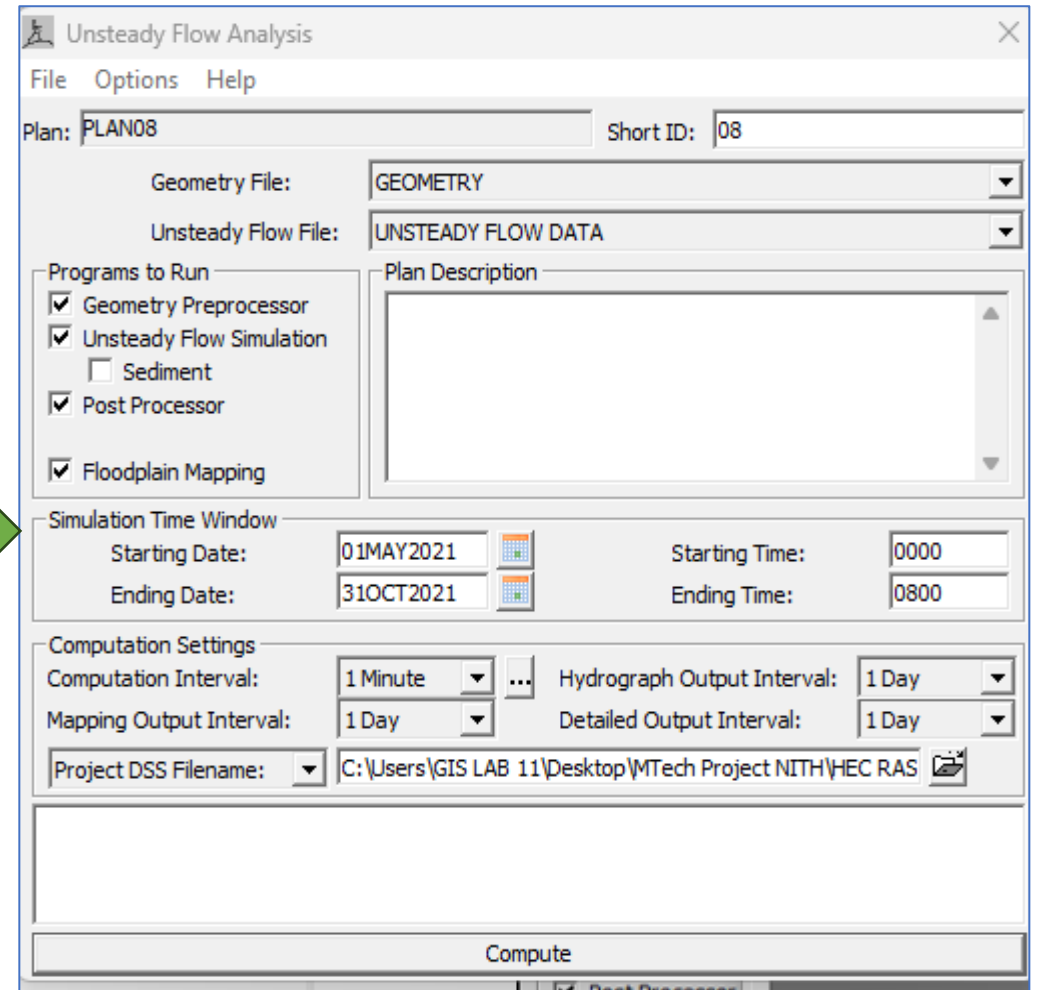 Unsteady Flow Analysis
File Options Help
Plan: PLAN08 Short ID: 08
Geometry File: GEOMETRY
Unsteady Flow File: UNSTEADY FLOW DATA
Programs to Run
Geometry Preprocessor
Unsteady Flow Simulation
Sediment
Post Processor
Floodplain Mapping
Plan Description
Simulation Time Window
Starting Date: 01MAY2021 Starting Time: 0000
Ending Date: 31OCT2021 Ending Time: 0800
Computation Settings
Computation Interval: 1 Minute ... Hydrograph Output Interval: 1 Day
Mapping Output Interval: 1 Day Detailed Output Interval: 1 Day
Project DSS Filename: C:\Users\GIS LAB 11\Desktop\MTech Project NITH\HEC RAS
Compute
Post Processor